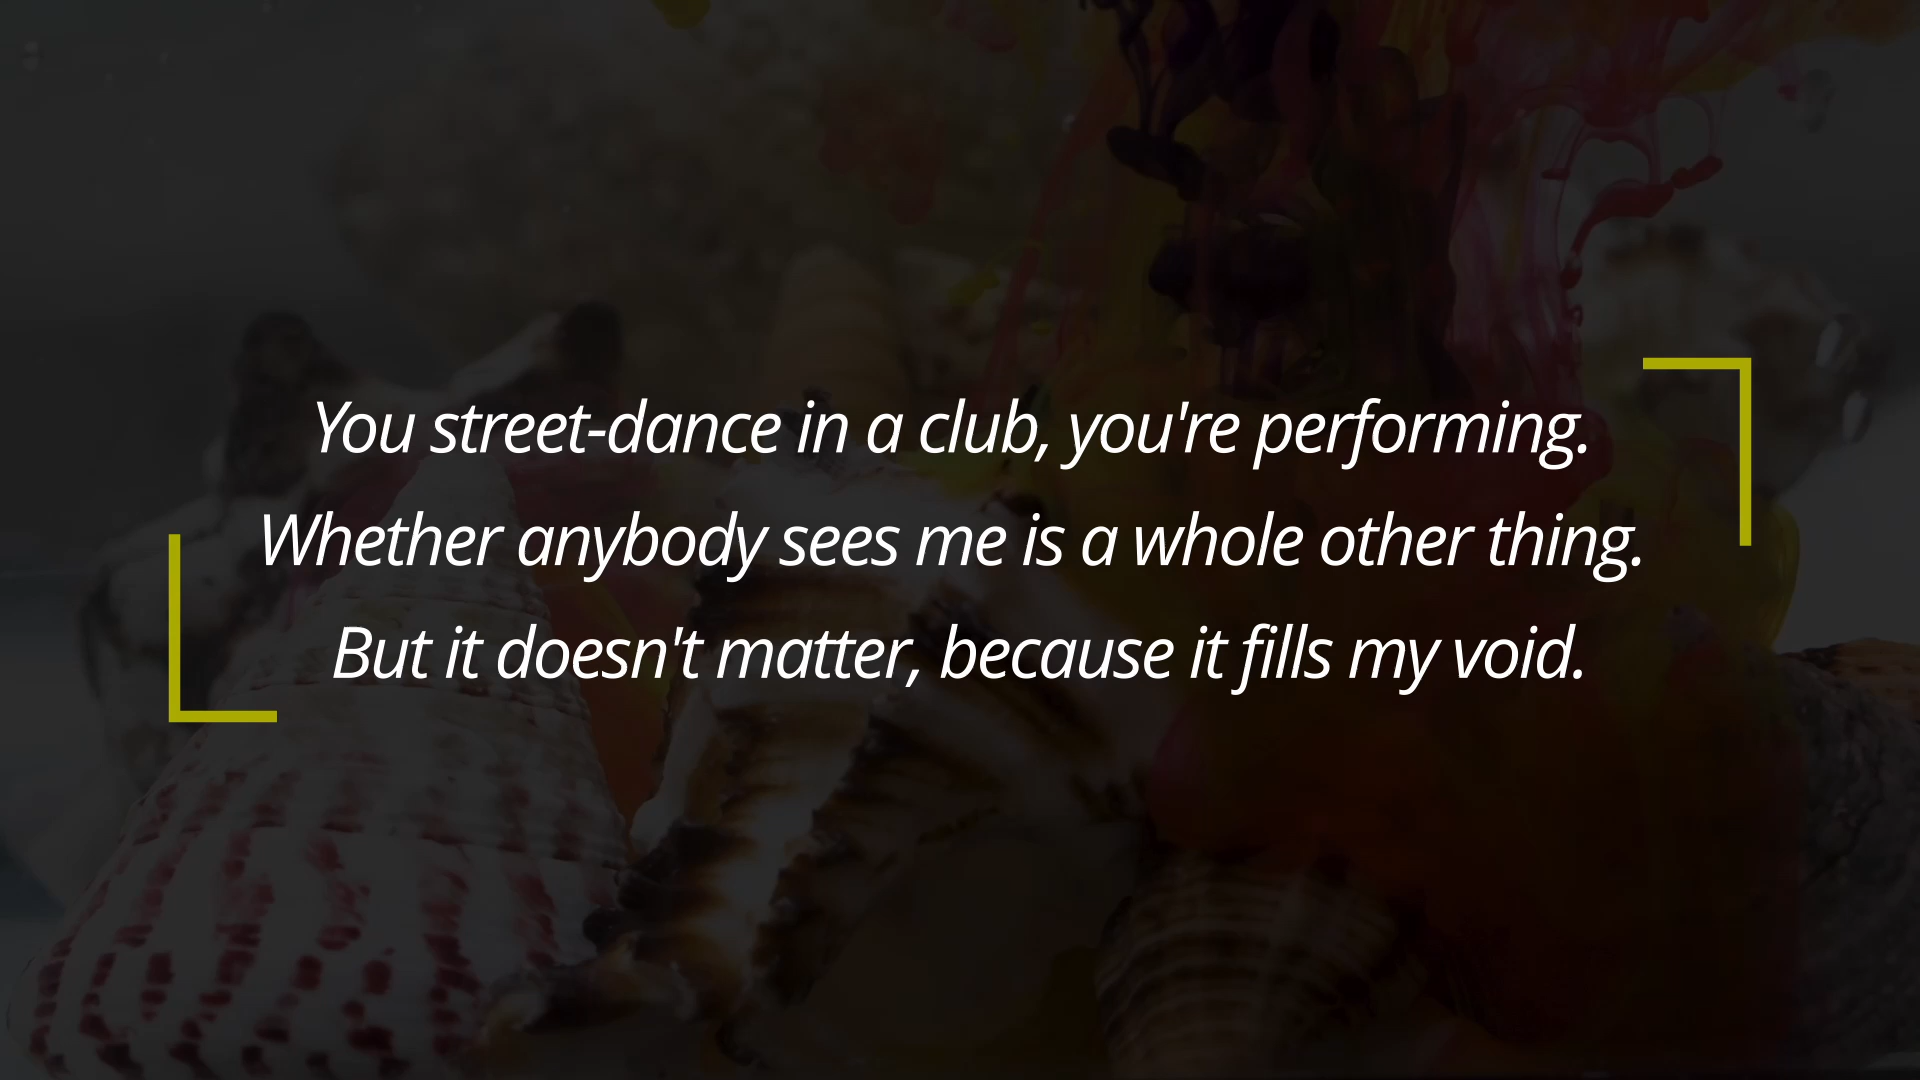 You street-dance in a club, you're performing.
Whether anybody sees me is a whole other thing.
But it doesn't matter, because it fills my void.